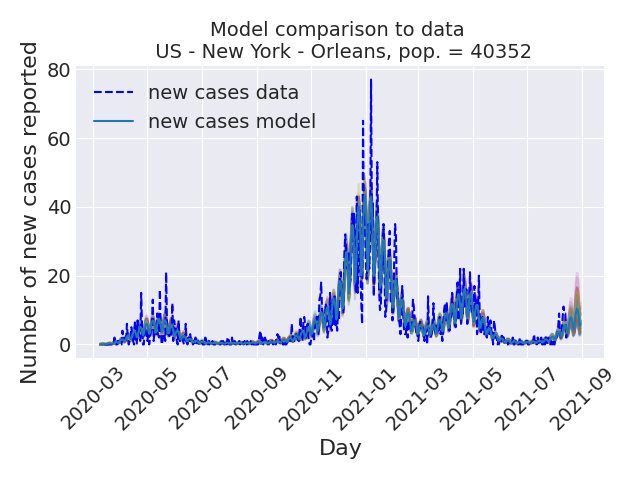 Model comparison to data
US - New York - Orleans, pop. = 40352
Number of new cases reported
80
60
40
20
0
new cases data
new cases model
2020-03
2020-05
2020-07
2020-09
2020-11
2021-01
2021-03
2021-05
2021-07
2021-09
Day